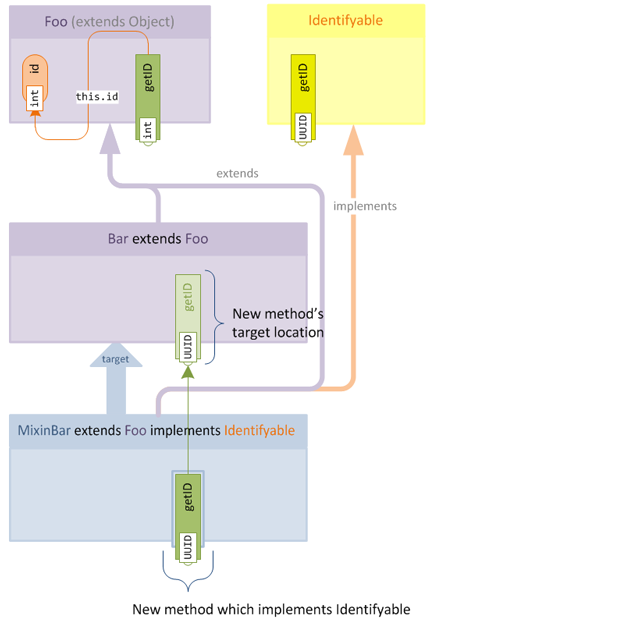 Foo (extends Object)
Identifyable
id
int
this.id
getID
int
getID
UUID
extends
implements
Bar extends Foo
getID
UUID
New method's
target location
target
MixinBar extends Foo implements Identifyable
getID
UUID
New method which implements Identifyable